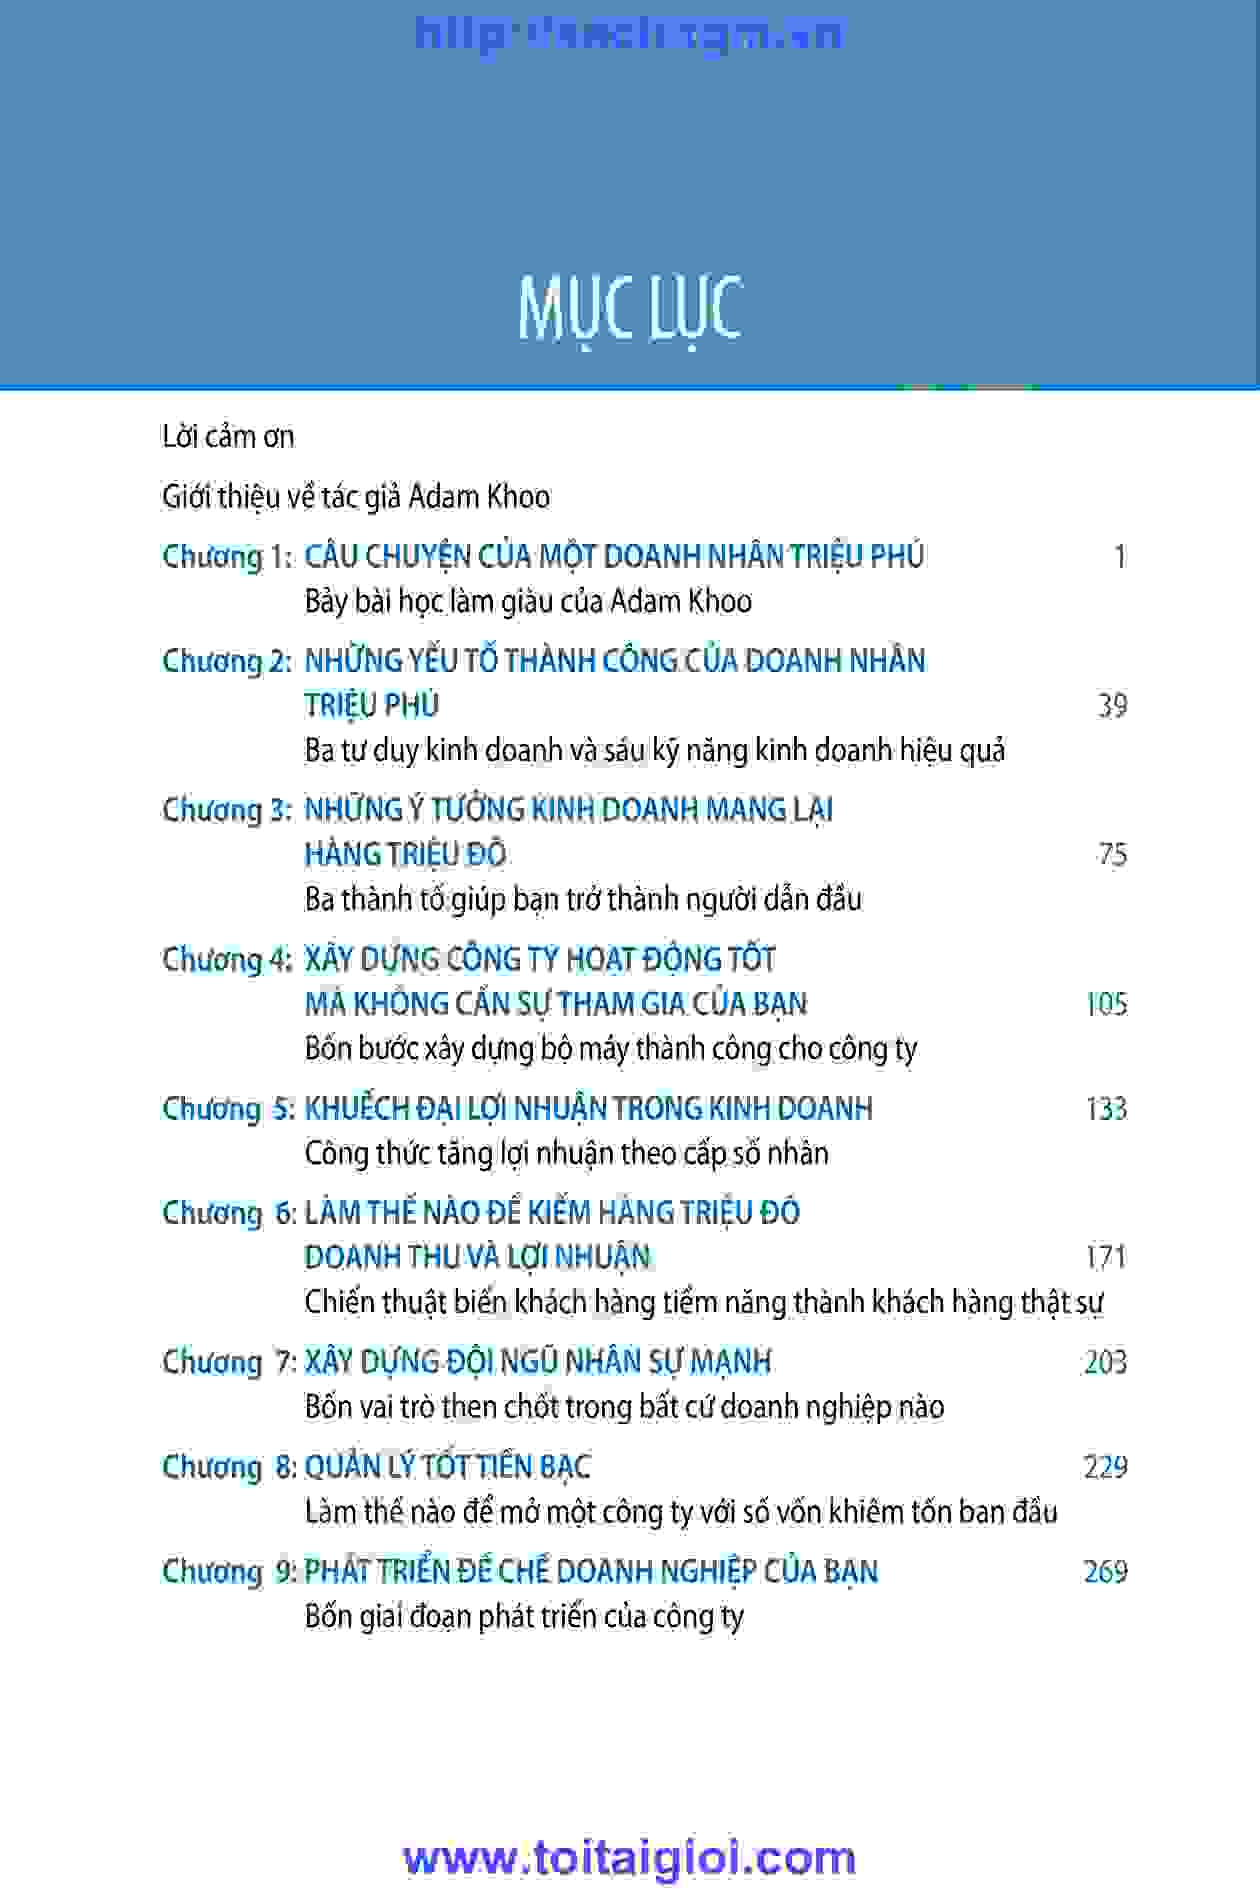 MỤC LỤC
Lời cảm ơn
Giới thiệu về tác giả Adam Khoo
Chương 1: CÂU CHUYỆN CỦA MỘT DOANH NHÂN TRIỆU PHÚ 1
Bảy bài học làm giàu của Adam Khoo
Chương 2: NHỮNG YẾU TỐ THÀNH CÔNG CỦA DOANH NHÂN
TRIỆU PHÚ 39
Ba tư duy kinh doanh và sáu kỹ năng kinh doanh hiệu quả
Chương 3: NHỮNG Ý TƯỞNG KINH DOANH MANG LẠI
HÀNG TRIỆU ĐÔ 75
Ba thành tố giúp bạn trở thành người dẫn đầu
Chương 4: XÂY DỰNG CÔNG TY HOẠT ĐỘNG TỐT
MÀ KHÔNG CẦN SỰ THAM GIA CỦA BẠN 105
Bốn bước xây dựng bộ máy thành công cho công ty
Chương 5: KHUẾCH ĐẠI LỢI NHUẬN TRONG KINH DOANH 133
Công thức tăng lợi nhuận theo cấp số nhân
Chương 6: LÀM THẾ NÀO ĐỂ KIẾM HÀNG TRIỆU ĐÔ
DOANH THU VÀ LỢI NHUẬN 171
Chiến thuật biến khách hàng tiềm năng thành khách hàng thật sự
Chương 7: XÂY DỰNG ĐỘI NGŨ NHÂN SỰ MẠNH 203
Bốn vai trò then chốt trong bất cứ doanh nghiệp nào
Chương 8: QUẢN LÝ TỐT TIỀN BẠC 229
Làm thế nào để mở một công ty với số vốn khiêm tốn ban đầu
Chương 9: PHÁT TRIỂN ĐẾ CHẾ DOANH NGHIỆP CỦA BẠN 269
Bốn giai đoạn phát triển của công ty
www.toitaigioi.com